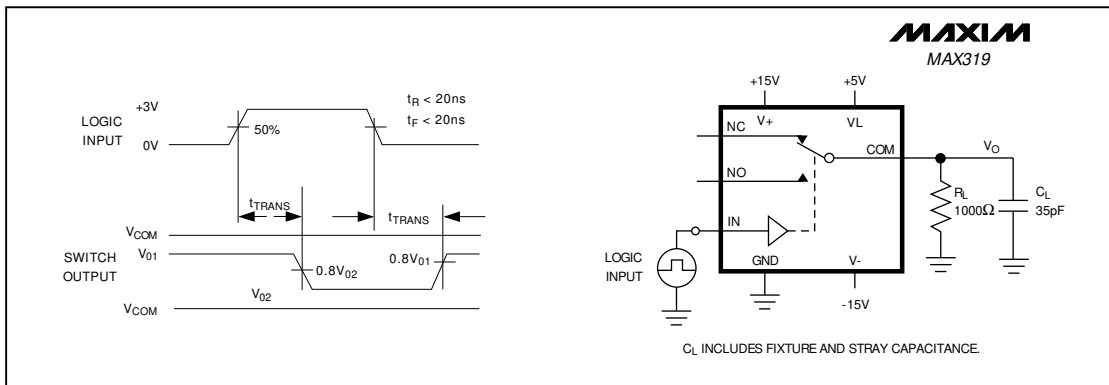 MAXIM
MAX319
+3V
LOGIC
INPUT
0V
50%
tR < 20ns
tF < 20ns
tTRANS
tTRANS
VCOM
V01
SWITCH
OUTPUT
0.8V02
0.8V01
V02
VCOM
+15V
+5V
V+
VL
NC
COM
VO
NO
RL
1000Ω
CL
35pF
IN
LOGIC
INPUT
GND
V-
-15V
CL INCLUDES FIXTURE AND STRAY CAPACITANCE.